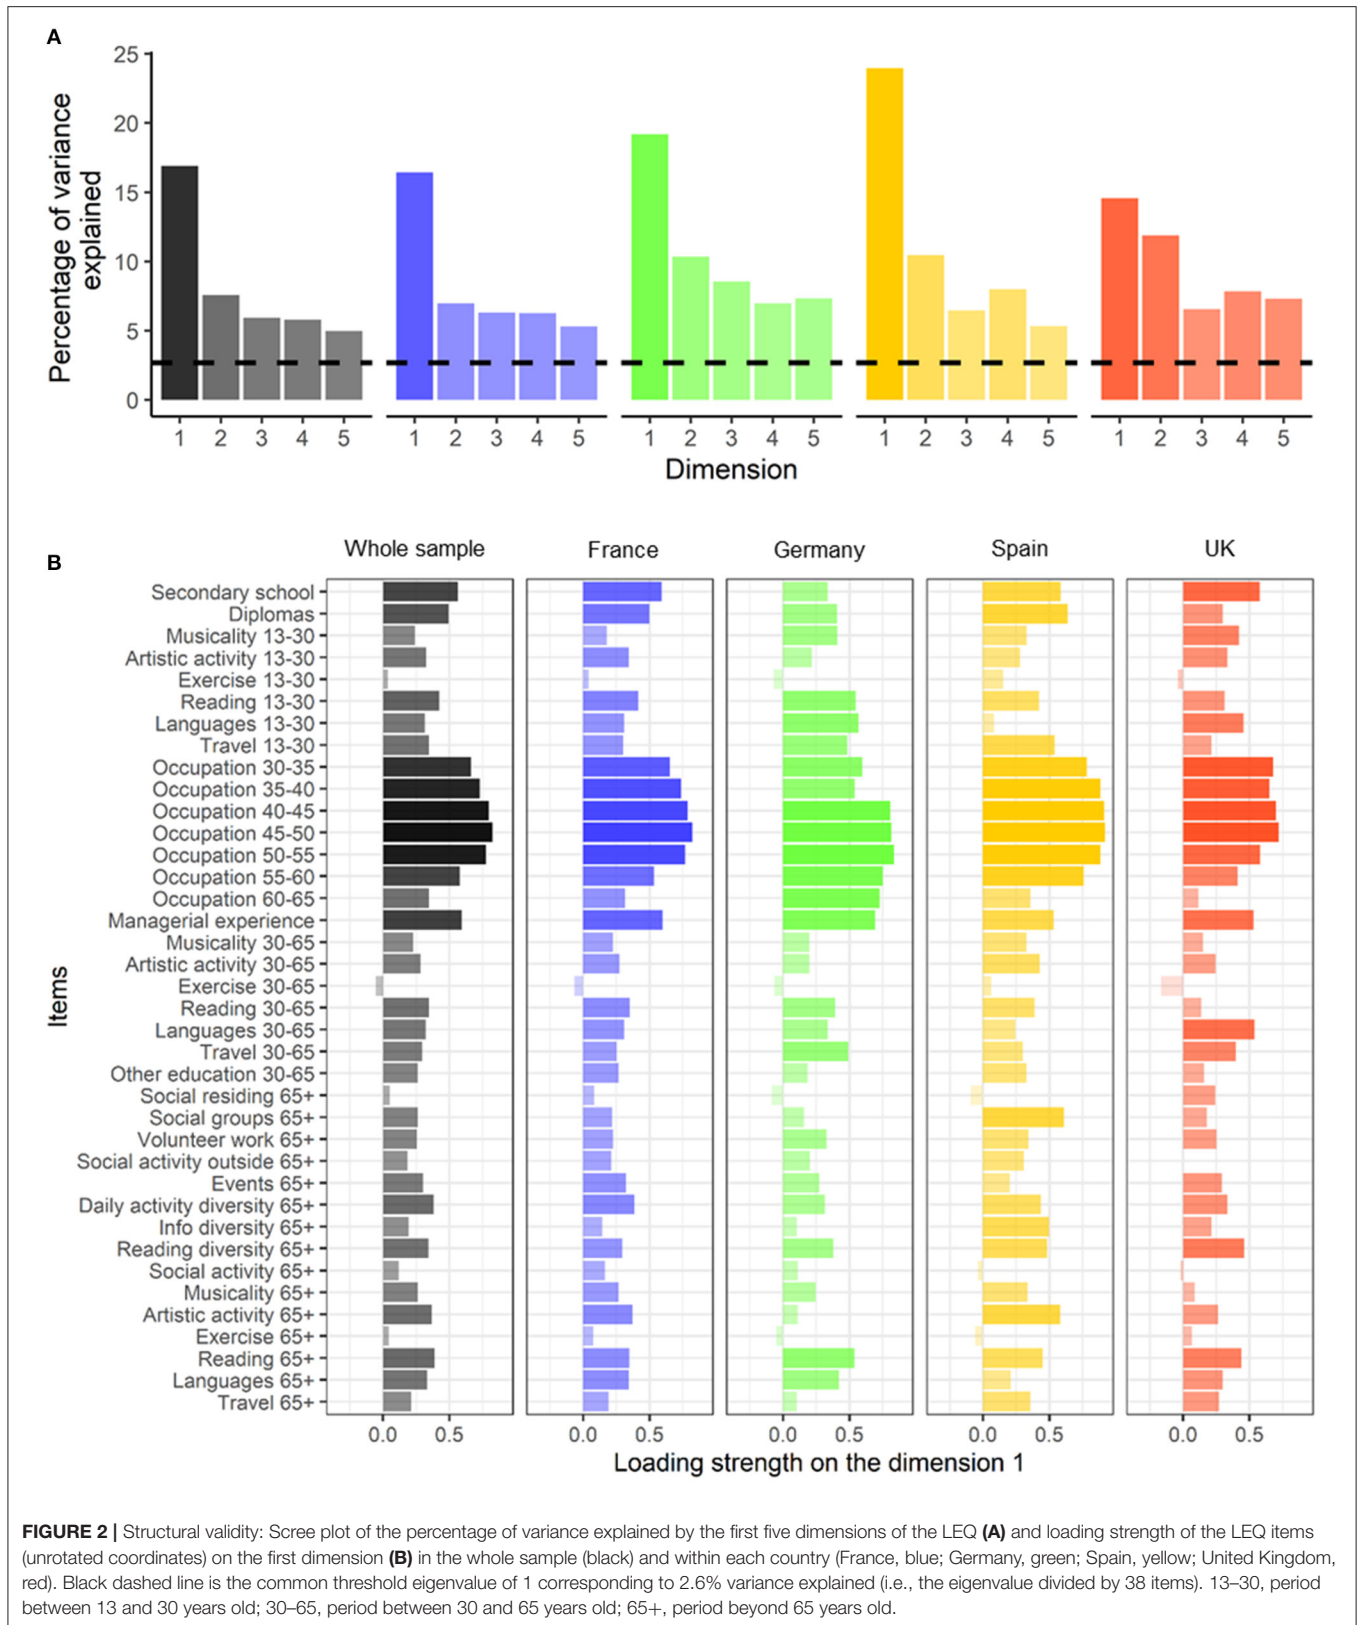 A
Percentage of variance
explained
25
20
15
10
5
0
1 2 3 4 5 1 2 3 4 5 1 2 3 4 5 1 2 3 4 5 1 2 3 4 5
Dimension
B
Whole sample France Germany Spain UK
Items
Secondary school
Diplomas
Musicality 13-30
Artistic activity 13-30
Exercise 13-30
Reading 13-30
Languages 13-30
Travel 13-30
Occupation 30-35
Occupation 35-40
Occupation 40-45
Occupation 45-50
Occupation 50-55
Occupation 55-60
Occupation 60-65
Managerial experience
Musicality 30-65
Artistic activity 30-65
Exercise 30-65
Reading 30-65
Languages 30-65
Travel 30-65
Other education 30-65
Social residing 65+
Social groups 65+
Volunteer work 65+
Social activity outside 65+
Events 65+
Daily activity diversity 65+
Info diversity 65+
Reading diversity 65+
Social activity 65+
Musicality 65+
Artistic activity 65+
Exercise 65+
Reading 65+
Languages 65+
Travel 65+
0.0 0.5 0.0 0.5 0.0 0.5 0.0 0.5 0.0 0.5
Loading strength on the dimension 1
FIGURE 2 | Structural validity: Scree plot of the percentage of variance explained by the first five dimensions of the LEQ (A) and loading strength of the LEQ items
(unrotated coordinates) on the first dimension (B) in the whole sample (black) and within each country (France, blue; Germany, green; Spain, yellow; United Kingdom,
red). Black dashed line is the common threshold eigenvalue of 1 corresponding to 2.6% variance explained (i.e., the eigenvalue divided by 38 items). 13–30, period
between 13 and 30 years old; 30–65, period between 30 and 65 years old; 65+, period beyond 65 years old.